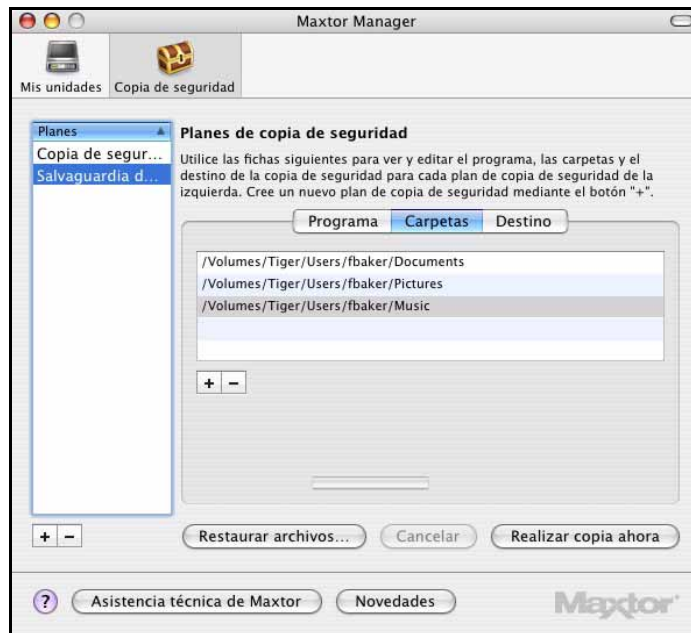 Maxtor Manager
Mis unidades
Copia de seguridad
Planes
Copia de segur...
Salvaguardia d...
Planes de copia de seguridad
Utilice las fichas siguientes para ver y editar el programa, las carpetas y el
destino de la copia de seguridad para cada plan de copia de seguridad de la
izquierda. Cree un nuevo plan de copia de seguridad mediante el botón "+".
Programa
Carpetas
Destino
/Volumes/Tiger/Users/fbaker/Documents
/Volumes/Tiger/Users/fbaker/Pictures
/Volumes/Tiger/Users/fbaker/Music
+ −
+ −
Restaurar archivos...
Cancelar
Realizar copia ahora
?
Asistencia técnica de Maxtor
Novedades
Maxtor